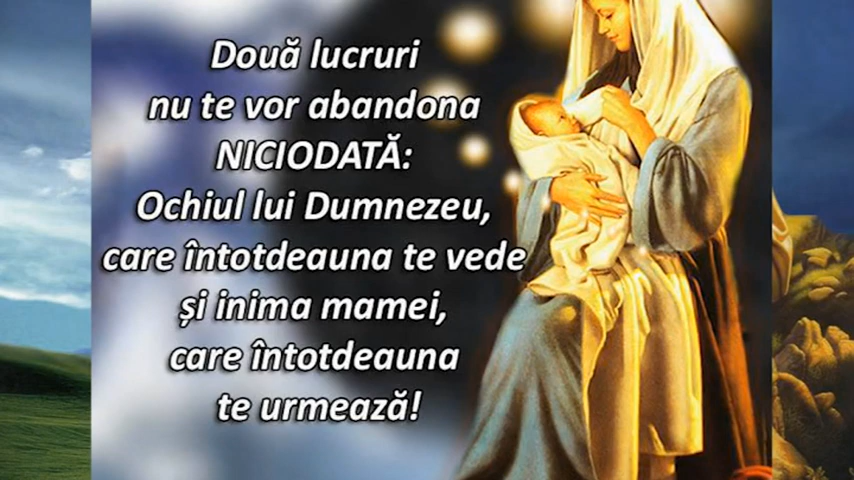 Două lucruri
nu te vor abandona
NICIODATĂ:
Ochiul lui Dumnezeu,
care întotdeauna te vede
și inima mamei,
care întotdeauna
te urmează!